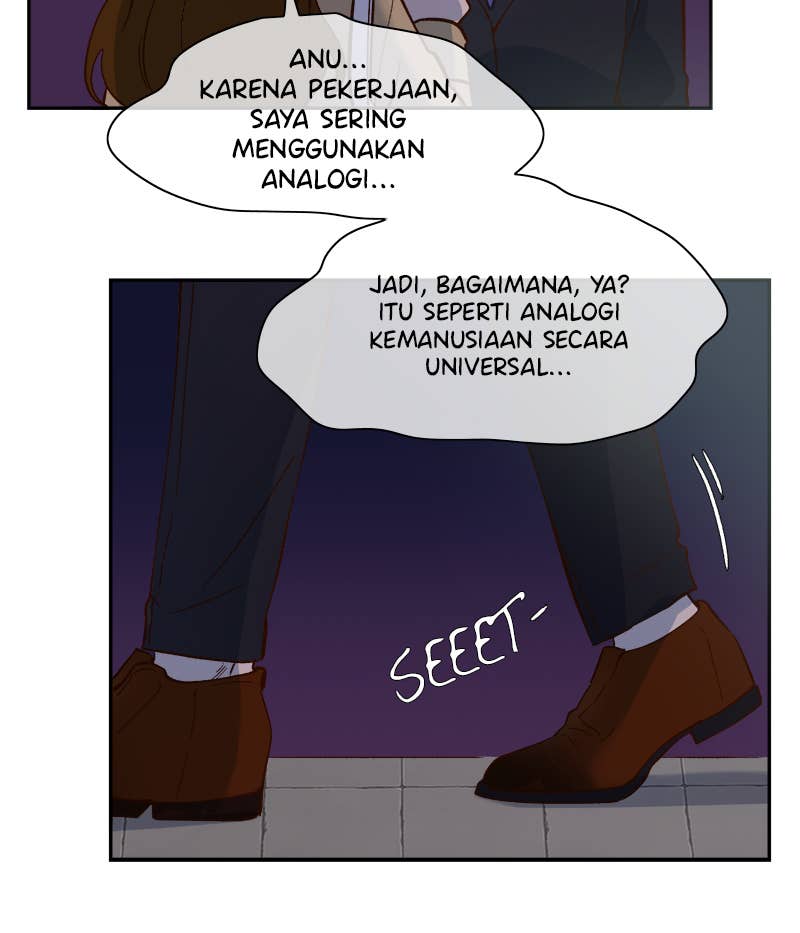 ANU...
KARENA PEKERJAAN,
SAYA SERING
MENGGUNAKAN
ANALOGI...
JADI, BAGAIMANA, YA?
ITU SEPERTI ANALOGI
KEMANUSIAAN SECARA
UNIVERSAL...
SEEET-